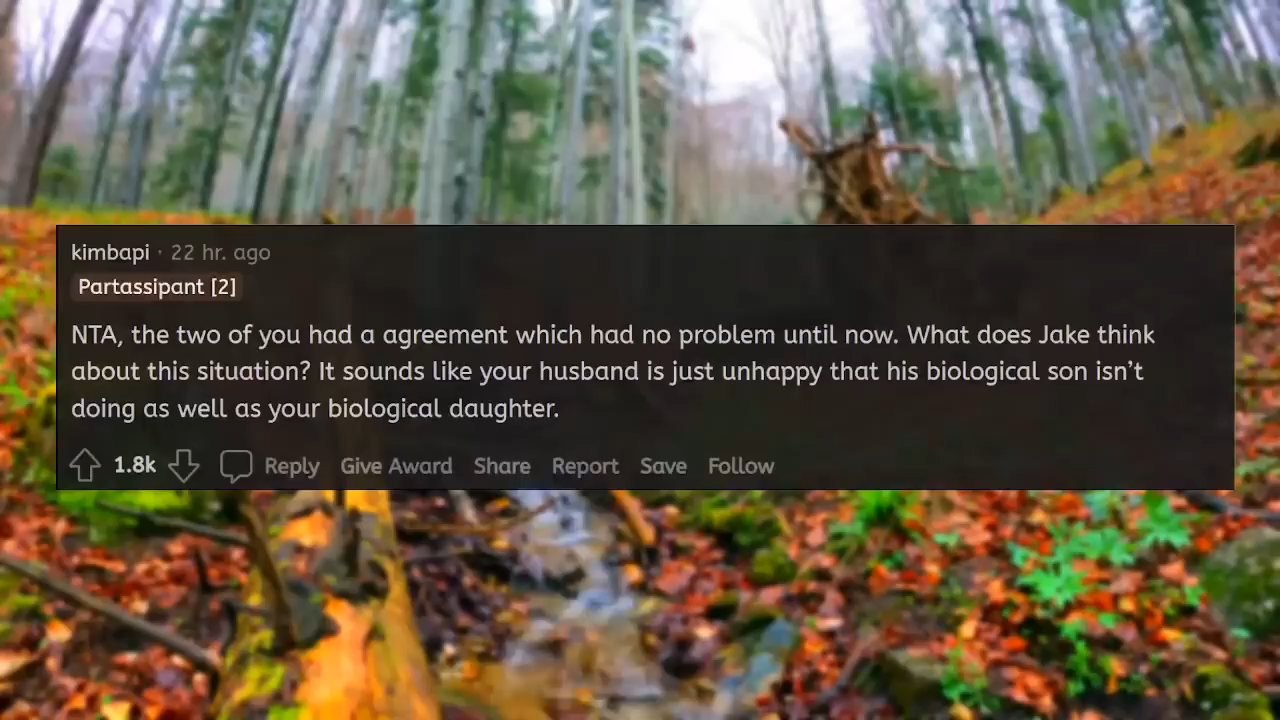 kimbapi · 22 hr. ago
Partassipant [2]
NTA, the two of you had a agreement which had no problem until now. What does Jake think
about this situation? It sounds like your husband is just unhappy that his biological son isn’t
doing as well as your biological daughter.
1.8k Reply Give Award Share Report Save Follow